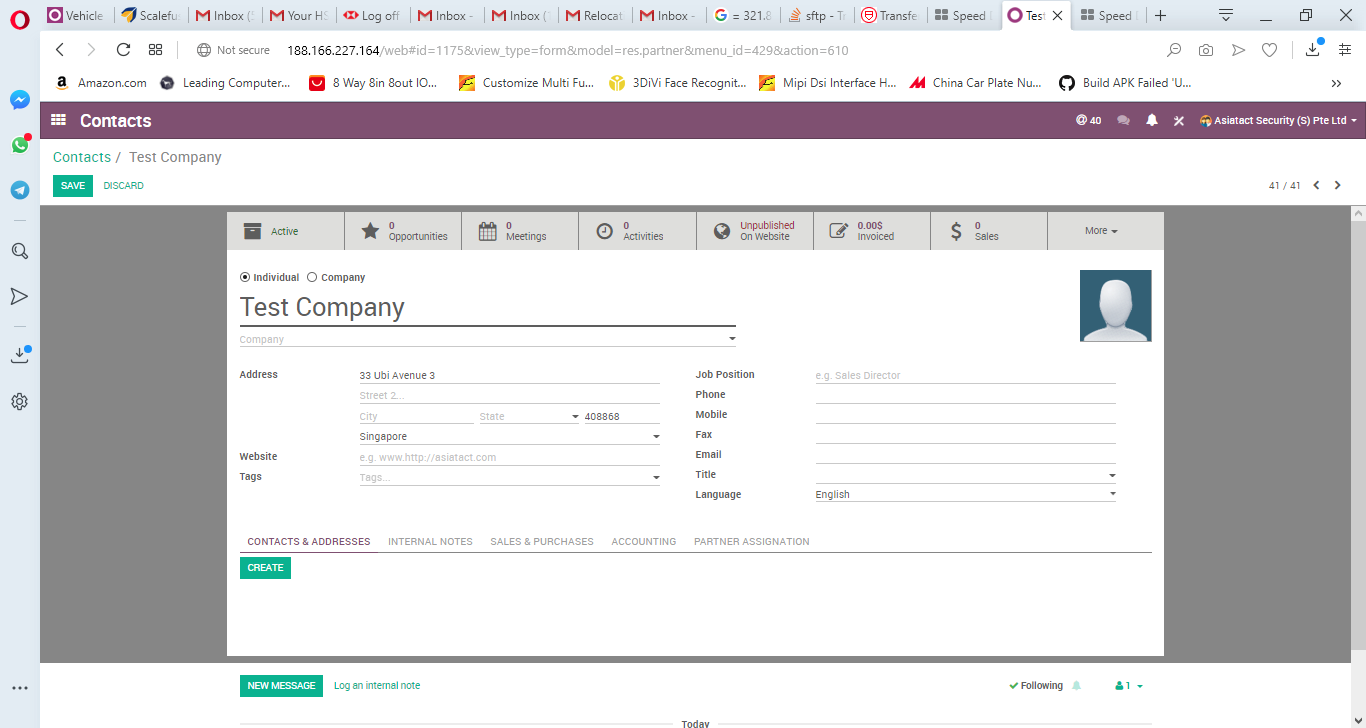 Vehicle Scalefu Inbox (5 Your HS Log off Inbox - Inbox (1 Relocat Inbox - = 321.8 sftp - Tr Transfe Speed Test Speed D
Not secure 188.166.227.164/web#id=1175&view_type=form&model=res.partner&menu_id=429&action=610
Amazon.com Leading Computer... 8 Way 8in 8out IO... Customize Multi Fu... 3DiVi Face Recognit... Mipi Dsi Interface H... China Car Plate Nu... Build APK Failed 'U... »
Contacts @ 40 Asiatact Security (S) Pte Ltd
Contacts / Test Company
SAVE DISCARD 41 / 41
Active
0 Opportunities
0 Meetings
0 Activities
Unpublished On Website
0.00$ Invoiced
0 Sales
More
Individual Company
Test Company
Company
Address 33 Ubi Avenue 3
Street 2...
City State 408868
Singapore
Website e.g. www.http://asiatact.com
Tags Tags...
Job Position e.g. Sales Director
Phone
Mobile
Fax
Email
Title
Language English
CONTACTS & ADDRESSES INTERNAL NOTES SALES & PURCHASES ACCOUNTING PARTNER ASSIGNATION
CREATE
NEW MESSAGE Log an internal note Following 1
Today